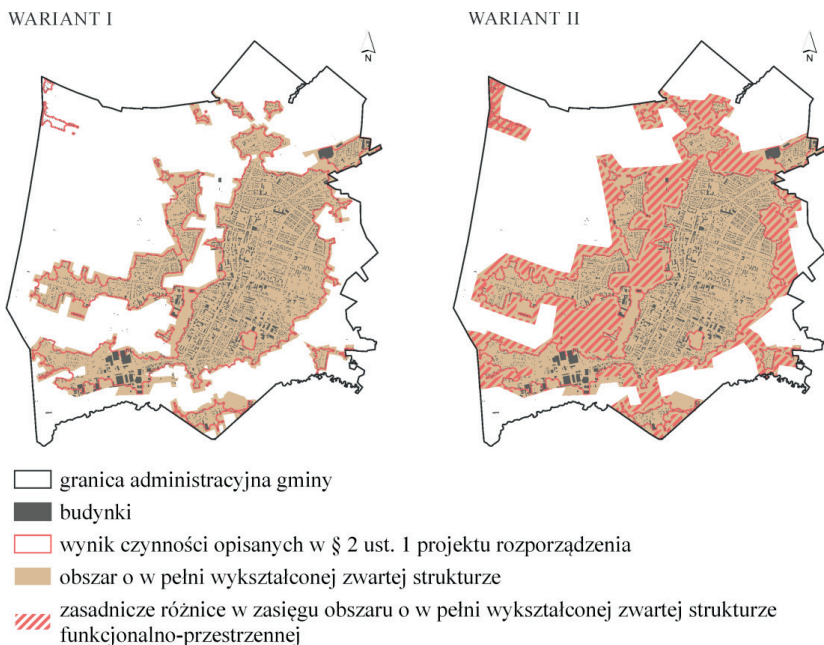 WARIANT I
WARIANT II
N
N
granica administracyjna gminy
budynki
wynik czynności opisanych w § 2 ust. 1 projektu rozporządzenia
obszar o w pełni wykształconej zwartej strukturze
zasadnicze różnice w zasięgu obszaru o w pełni wykształconej zwartej strukturze
funkcjonalno-przestrzennej